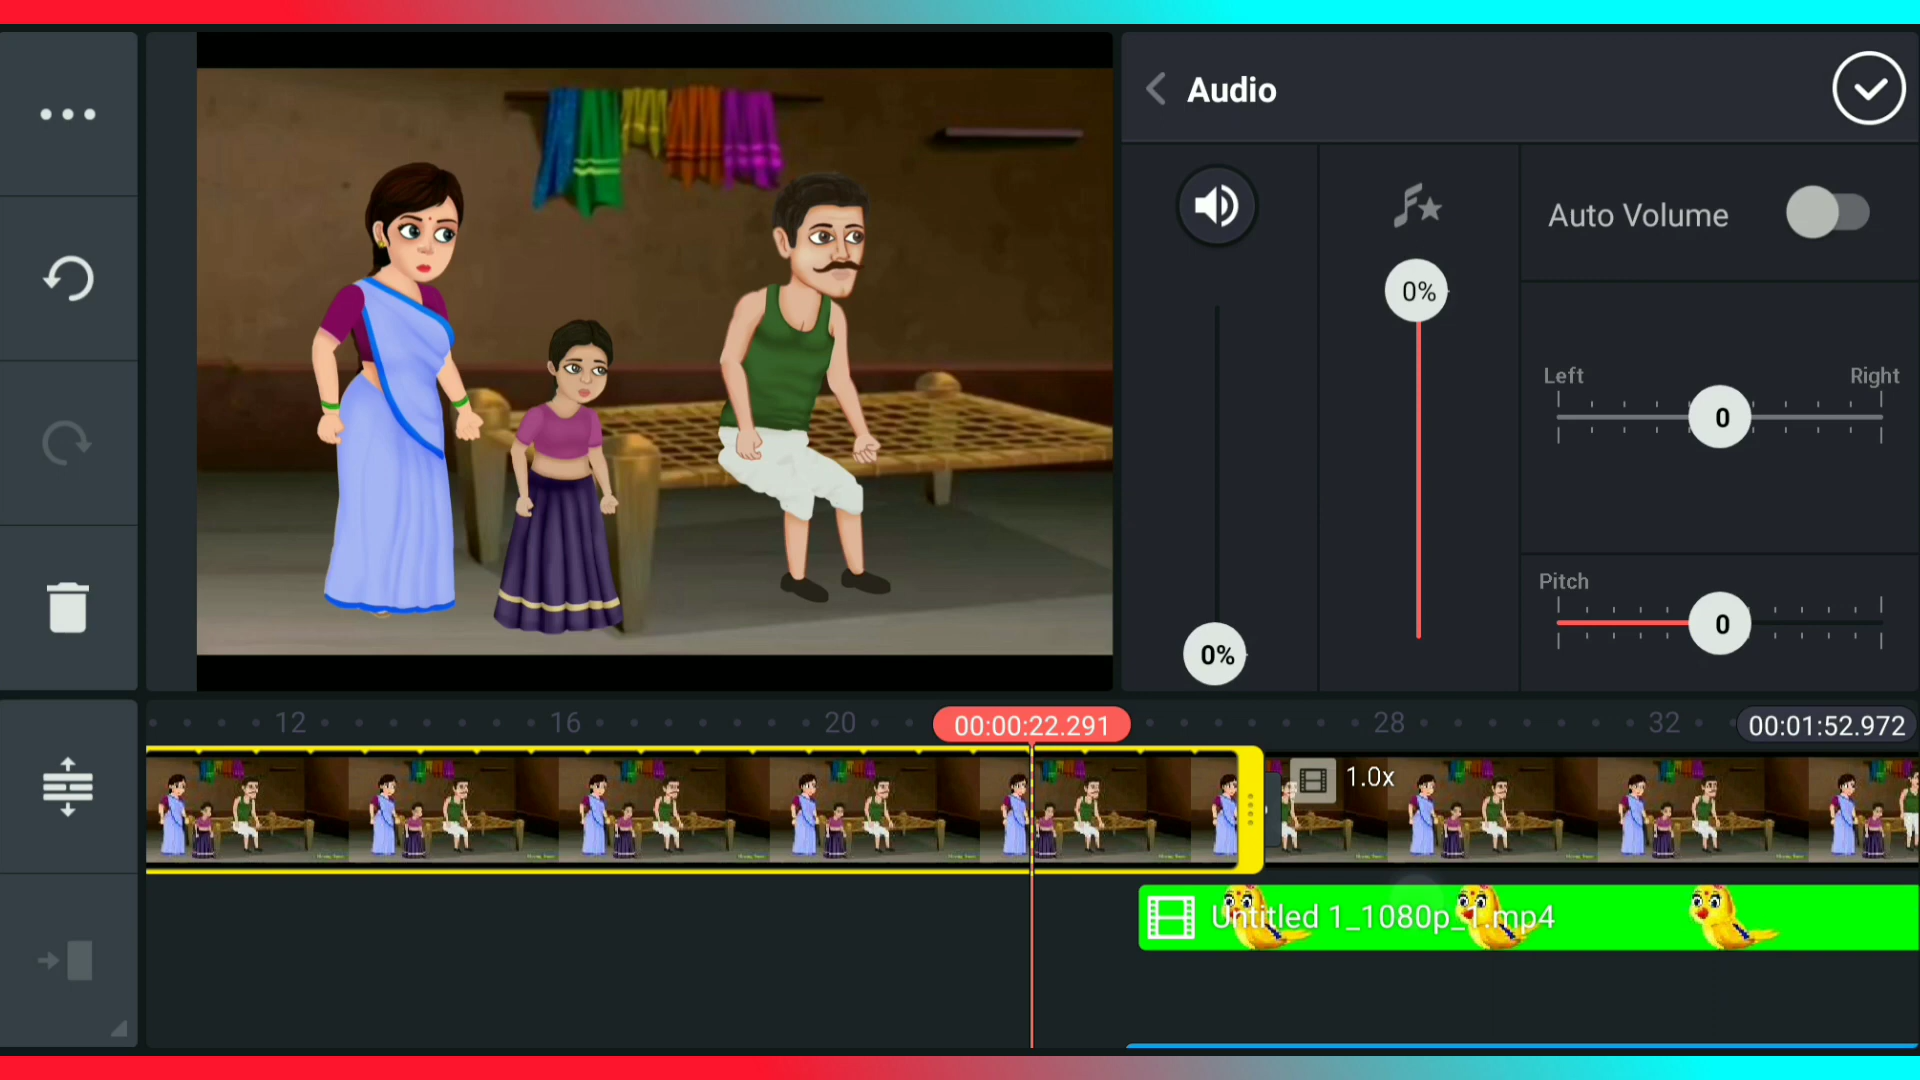 Audio
Auto Volume
0%
Left
Right
0
Pitch
0
0%
12
16
20
00:00:22.291
28
32
00:01:52.972
1.0x
Untitled 1_1080p_1.mp4